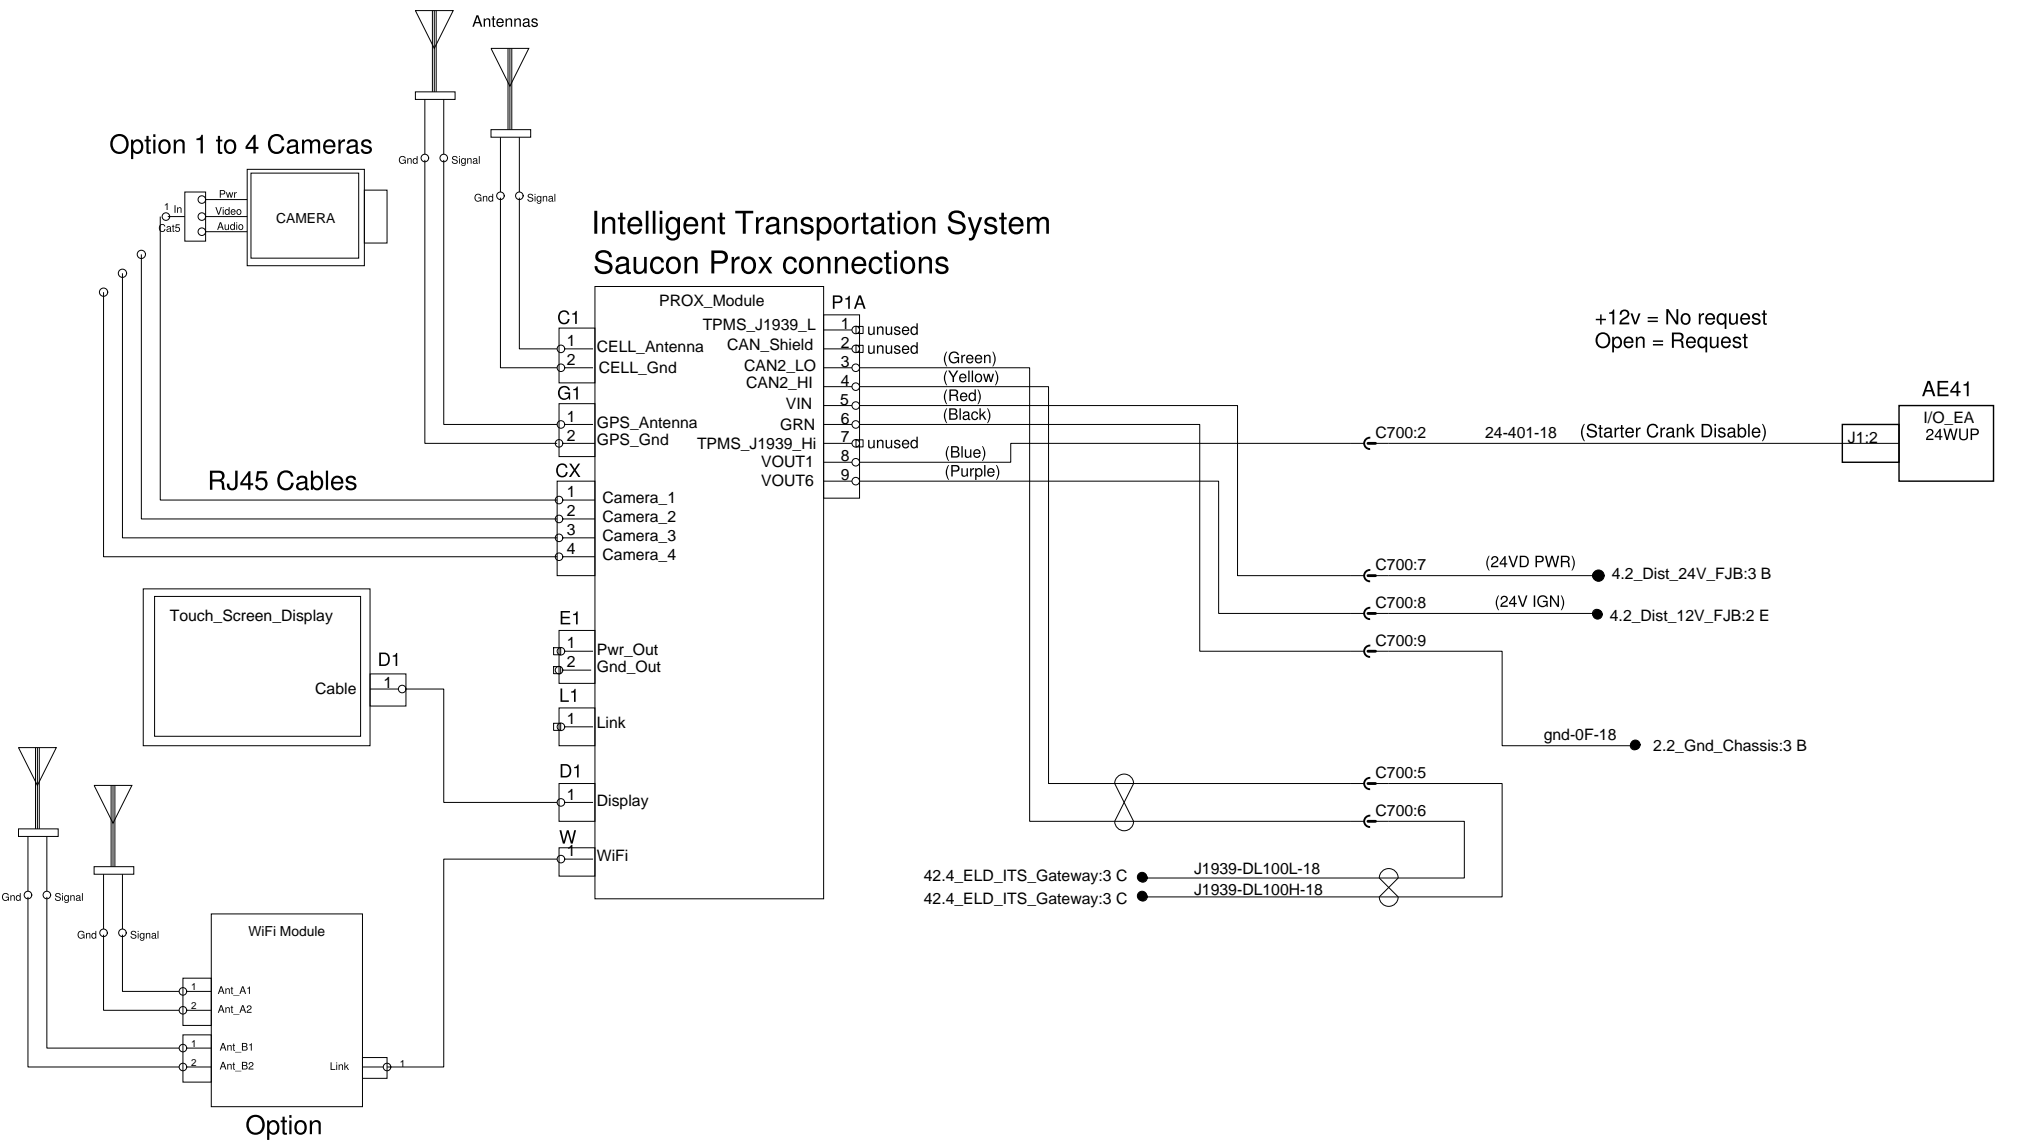 Antennas
Option 1 to 4 Cameras
Gnd
Signal
Gnd
Signal
Pwr
1 In
Video
Cat5
Audio
CAMERA
Intelligent Transportation System
Saucon Prox connections
PROX_Module
P1A
C1
1 CELL_Antenna
2 CELL_Gnd
G1
1 GPS_Antenna
2 GPS_Gnd
RJ45 Cables
CX
1 Camera_1
2 Camera_2
3 Camera_3
4 Camera_4
TPMS_J1939_L 1 unused
CAN_Shield 2 unused
CAN2_LO 3 (Green)
CAN2_HI 4 (Yellow)
VIN 5 (Red)
GRN 6 (Black)
TPMS_J1939_Hi 7 unused
VOUT1 8 (Blue)
VOUT6 9 (Purple)
+12v = No request
Open = Request
AE41
I/O_EA
24WUP
J1:2
C700:2 24-401-18 (Starter Crank Disable)
C700:7 (24VD PWR) 4.2_Dist_24V_FJB:3 B
C700:8 (24V IGN) 4.2_Dist_12V_FJB:2 E
C700:9
gnd-0F-18 2.2_Gnd_Chassis:3 B
C700:5
C700:6
42.4_ELD_ITS_Gateway:3 C J1939-DL100L-18
42.4_ELD_ITS_Gateway:3 C J1939-DL100H-18
Touch_Screen_Display
D1
Cable 1
E1
1 Pwr_Out
2 Gnd_Out
L1
1 Link
D1
1 Display
W
1 WiFi
Gnd
Signal
Gnd
Signal
WiFi Module
1 Ant_A1
2 Ant_A2
1 Ant_B1
2 Ant_B2
Link 1
Option